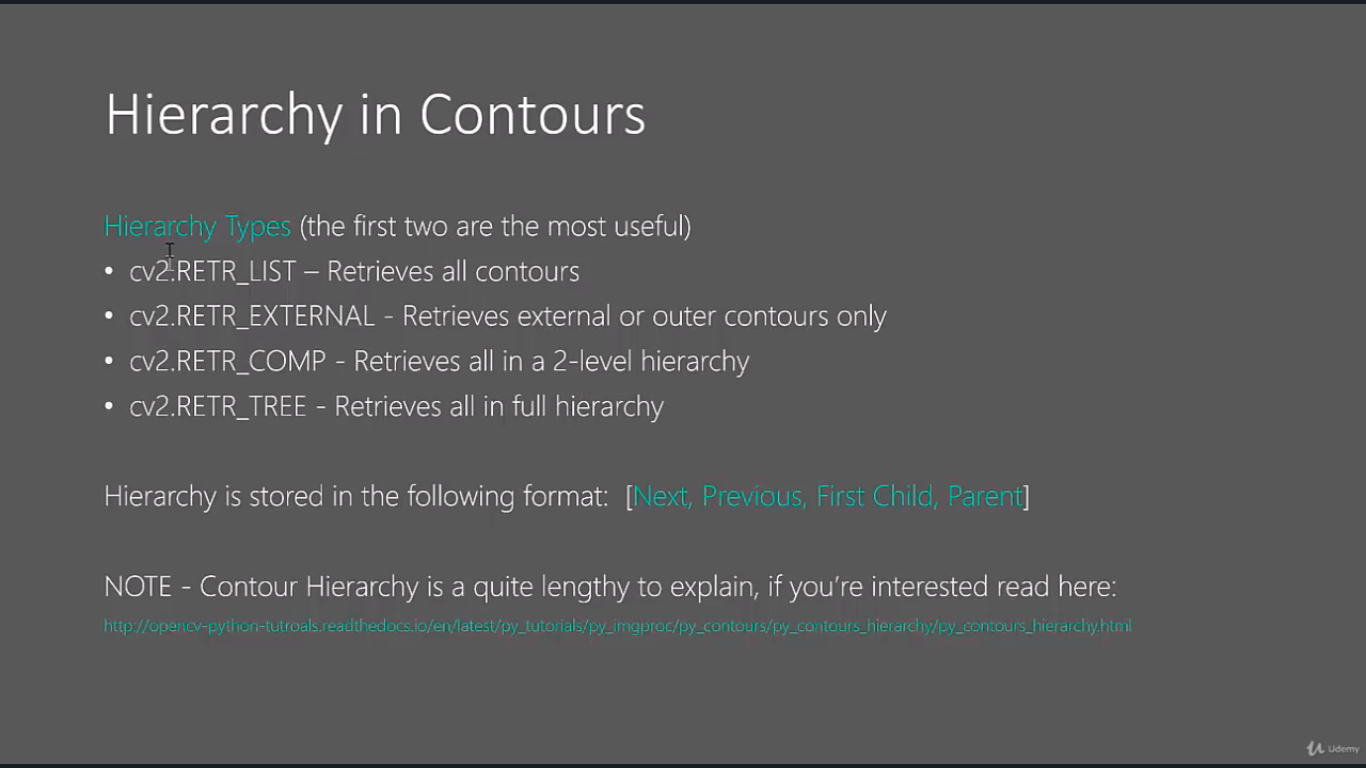 Hierarchy in Contours
Hierarchy Types (the first two are the most useful)
• cv2.RETR_LIST – Retrieves all contours
• cv2.RETR_EXTERNAL - Retrieves external or outer contours only
• cv2.RETR_COMP - Retrieves all in a 2-level hierarchy
• cv2.RETR_TREE - Retrieves all in full hierarchy
Hierarchy is stored in the following format: [Next, Previous, First Child, Parent]
NOTE - Contour Hierarchy is a quite lengthy to explain, if you’re interested read here:
http://opencv-python-tutroals.readthedocs.io/en/latest/py_tutorials/py_imgproc/py_contours/py_contours_hierarchy/py_contours_hierarchy.html
Udemy